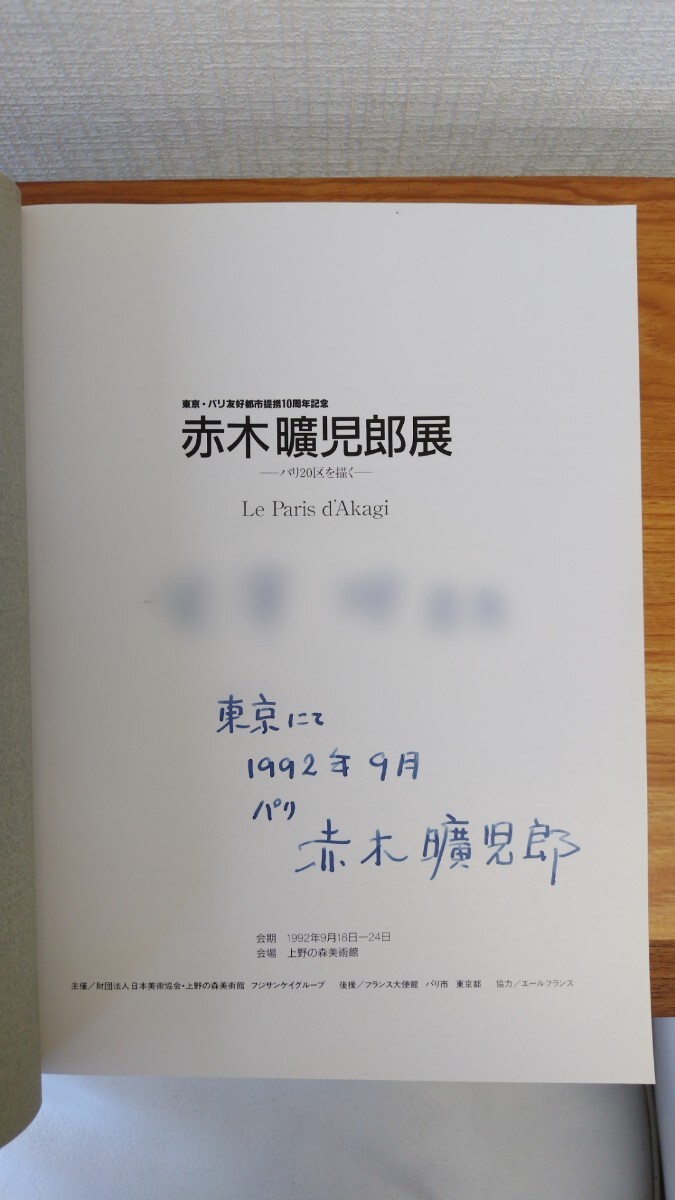 東京・パリ友好都市提携10周年記念
赤木曠児郎展
―パリ20区を描く―
Le Paris d'Akagi
東京にて
1992年9月
パリ
赤木曠児郎
会期 1992年9月18日―24日
会場 上野の森美術館
主催／財団法人日本美術協会・上野の森美術館 フジサンケイグループ 後援／フランス大使館 パリ市 東京都 協力／エールフランス